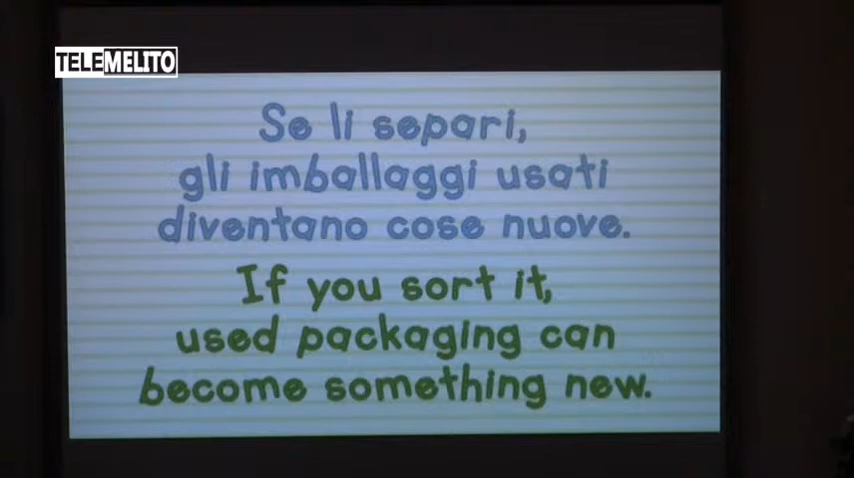 TELEMELITO
Se li separi,
gli imballaggi usati
diventano cose nuove.
If you sort it,
used packaging can
become something new.